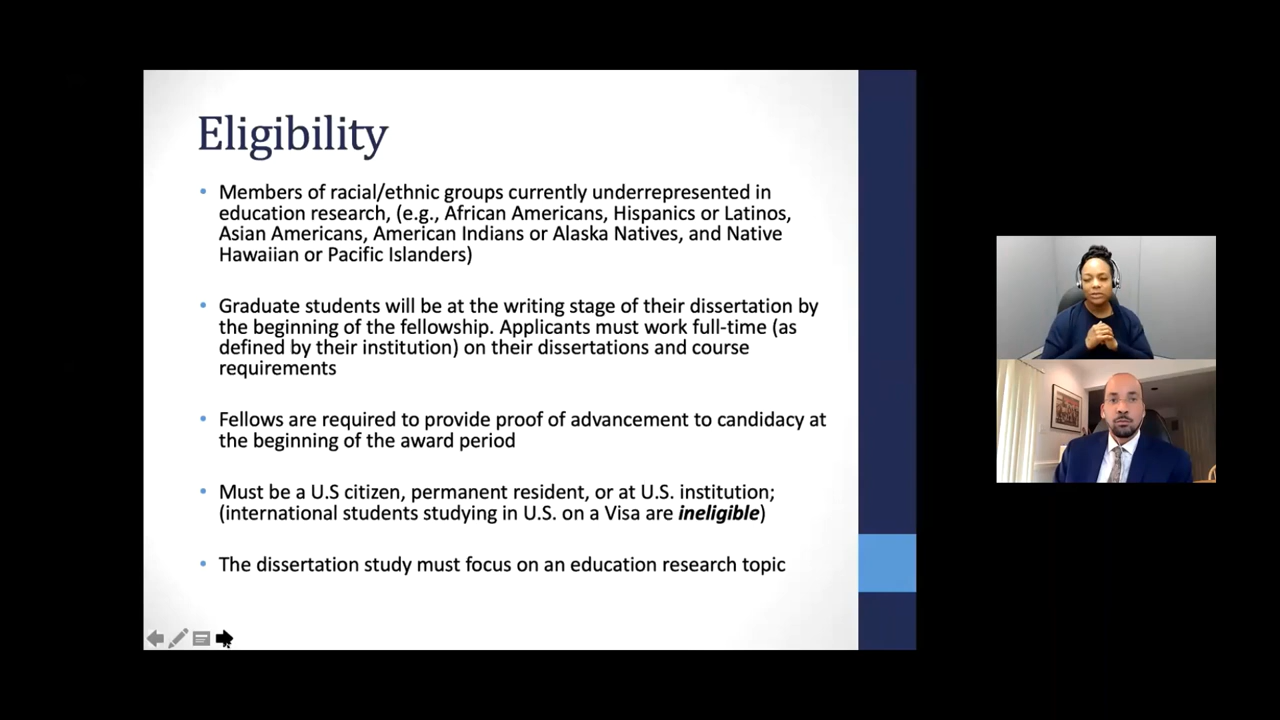 Eligibility
• Members of racial/ethnic groups currently underrepresented in
education research, (e.g., African Americans, Hispanics or Latinos,
Asian Americans, American Indians or Alaska Natives, and Native
Hawaiian or Pacific Islanders)
• Graduate students will be at the writing stage of their dissertation by
the beginning of the fellowship. Applicants must work full-time (as
defined by their institution) on their dissertations and course
requirements
• Fellows are required to provide proof of advancement to candidacy at
the beginning of the award period
• Must be a U.S citizen, permanent resident, or at U.S. institution;
(international students studying in U.S. on a Visa are ineligible)
• The dissertation study must focus on an education research topic